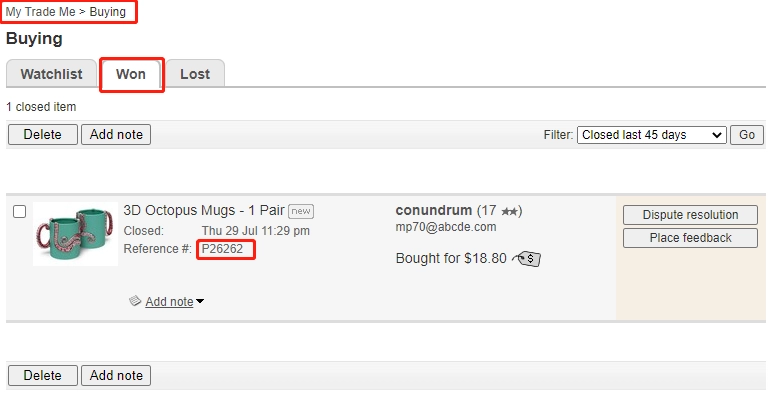 My Trade Me > Buying
Buying
Watchlist Won Lost
1 closed item
Delete Add note Filter: Closed last 45 days Go
3D Octopus Mugs - 1 Pair new conundrum (17 ★★) Dispute resolution
Closed: Thu 29 Jul 11:29 pm mp70@abcde.com
Reference #: P26262 Place feedback
Bought for $18.80 $
Add note
Delete Add note